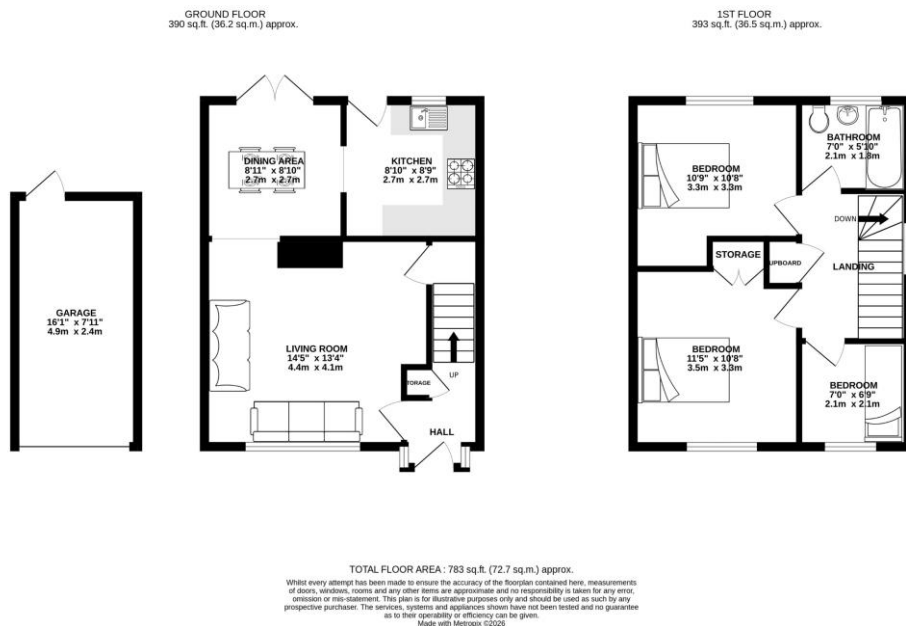 GROUND FLOOR
390 sq.ft. (36.2 sq.m.) approx.
1ST FLOOR
393 sq.ft. (36.5 sq.m.) approx.
DINING AREA
8'11" x 8'10"
2.7m x 2.7m
KITCHEN
8'10" x 8'9"
2.7m x 2.7m
GARAGE
16'1" x 7'11"
4.9m x 2.4m
LIVING ROOM
14'5" x 13'4"
4.4m x 4.1m
UP
TORAGE
HALL
BATHROOM
7'0" x 5'10"
2.1m x 1.8m
BEDROOM
10'9" x 10'8"
3.3m x 3.3m
DOWN
STORAGE
UPBOARD
LANDING
BEDROOM
11'5" x 10'8"
3.5m x 3.3m
BEDROOM
7'0" x 6'9"
2.1m x 2.1m
TOTAL FLOOR AREA : 783 sq.ft. (72.7 sq.m.) approx.
Whilst every attempt has been made to ensure the accuracy of the floorplan contained here, measurements
of doors, windows, rooms and any other items are approximate and no responsibility is taken for any error,
omission or mis-statement. This plan is for illustrative purposes only and should be used as such by any
prospective purchaser. The services, systems and appliances shown have not been tested and no guarantee
as to their operability or efficiency can be given.
Made with Metropix ©2026